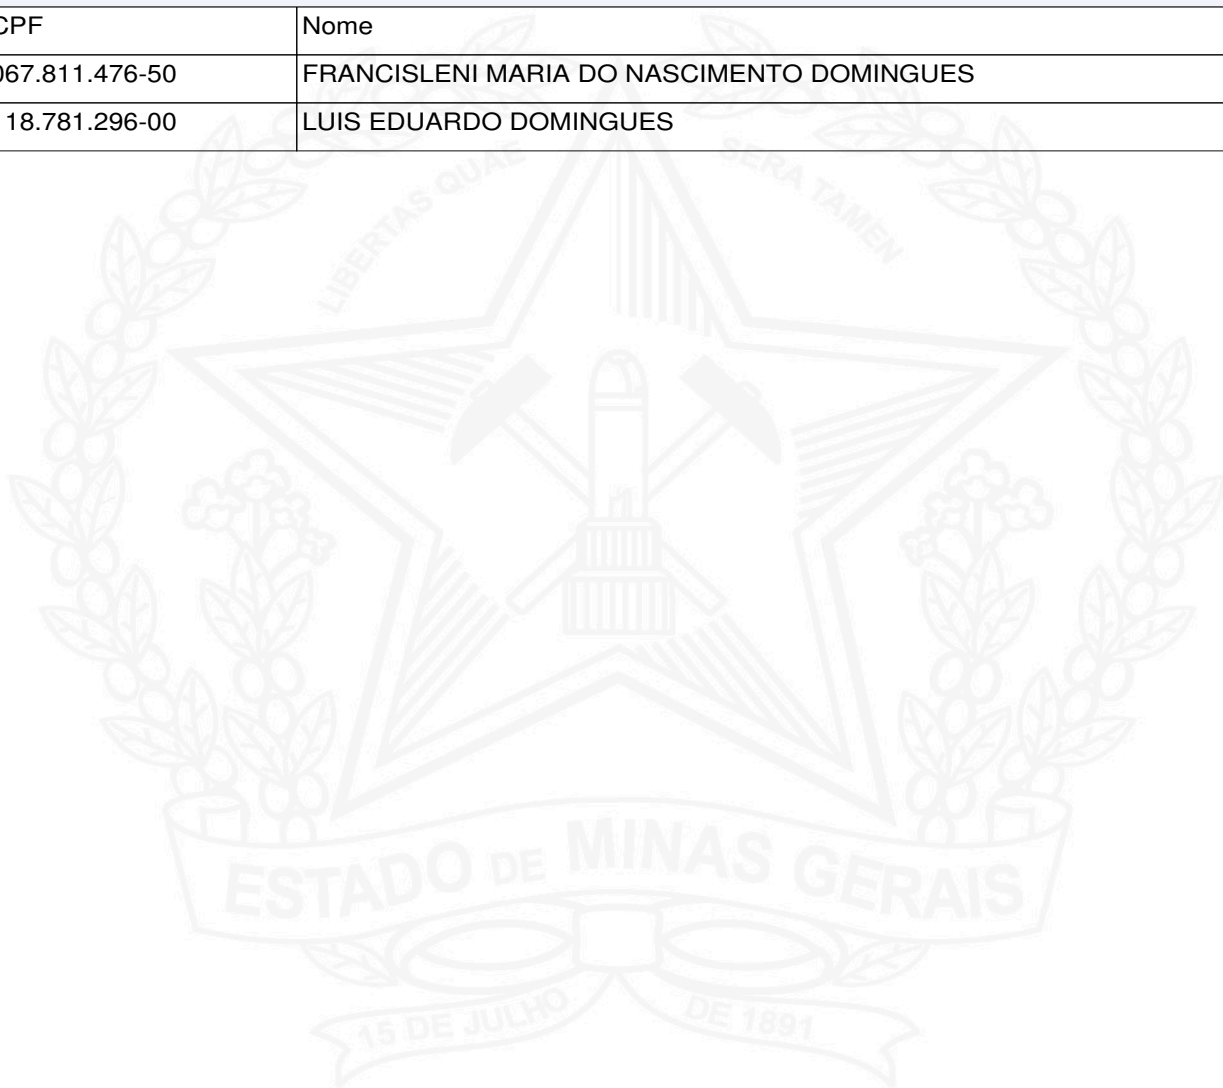 CPF Nome
067.811.476-50 FRANCISLENI MARIA DO NASCIMENTO DOMINGUES
18.781.296-00 LUIS EDUARDO DOMINGUES
LIBERTAS QUAE SERA TAMEN
ESTADO DE MINAS GERAIS
15 DE JULHO DE 1891